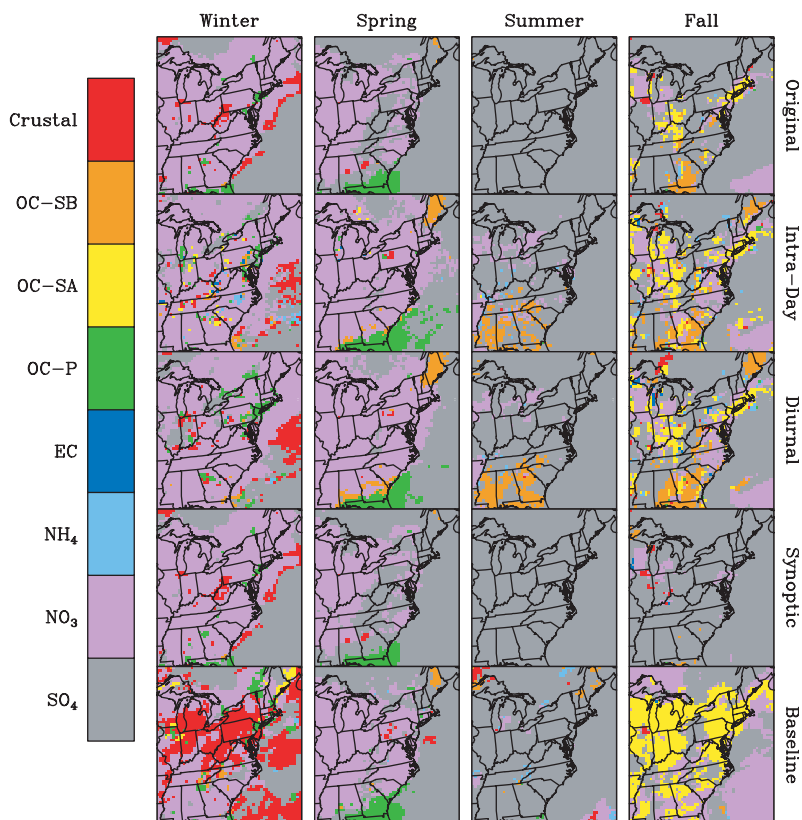 Winter Spring Summer Fall
Crustal
OC-SB
OC-SA
OC-P
EC
NH₄
NO₃
SO₄
Original
Intra-Day
Diurnal
Synoptic
Baseline